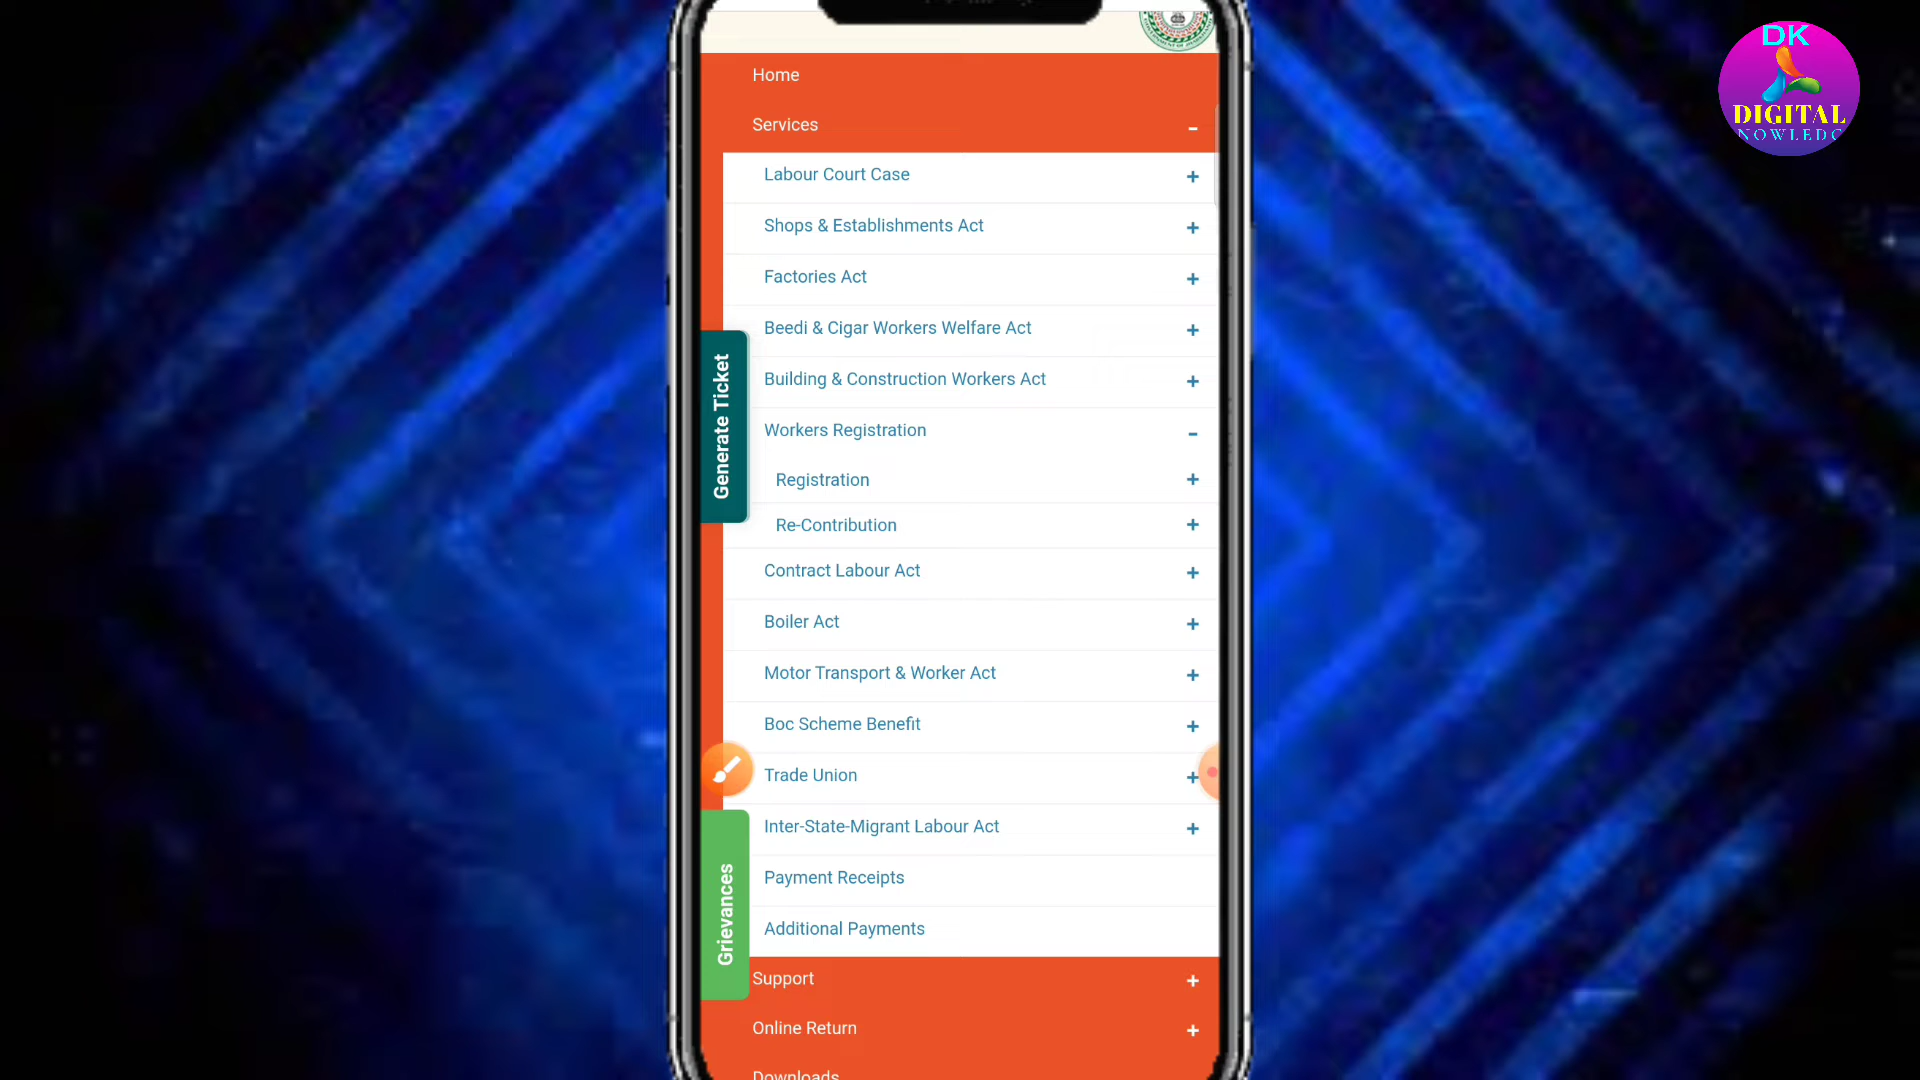 DK
DIGITAL
NOWLEDG
Home
Services
Labour Court Case
Shops & Establishments Act
Factories Act
Beedi & Cigar Workers Welfare Act
Building & Construction Workers Act
Workers Registration
Registration
Re-Contribution
Contract Labour Act
Boiler Act
Motor Transport & Worker Act
Boc Scheme Benefit
Trade Union
Inter-State-Migrant Labour Act
Payment Receipts
Additional Payments
Support
Online Return
Downloads
Generate Ticket
Grievances